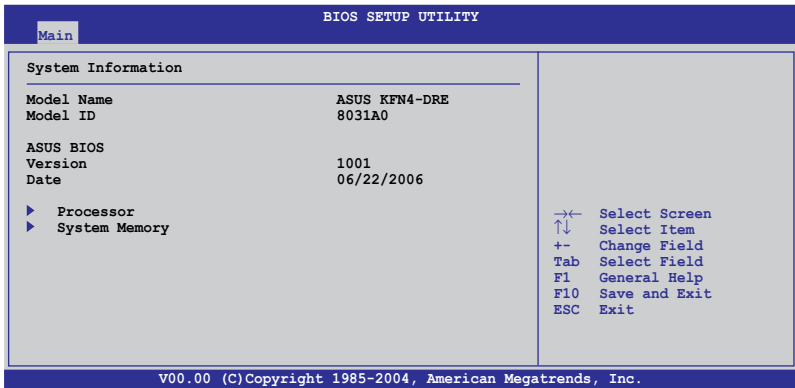 BIOS SETUP UTILITY
Main
System Information
Model Name ASUS KFN4-DRE
Model ID 8031A0
ASUS BIOS
Version 1001
Date 06/22/2006
Processor
System Memory
→← Select Screen
↑↓ Select Item
+- Change Field
Tab Select Field
F1 General Help
F10 Save and Exit
ESC Exit
V00.00 (C)Copyright 1985-2004, American Megatrends, Inc.